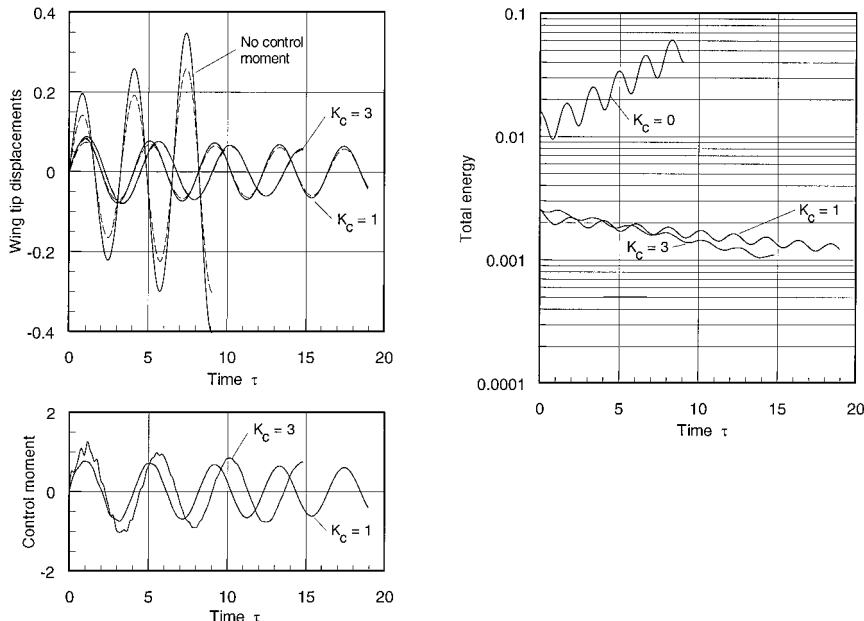 0.4
0.2
0
-0.2
-0.4
Wing tip displacements
No control
moment
K_c = 3
K_c = 1
0 5 10 15 20
Time τ
2
0
-2
Control moment
K_c = 3
K_c = 1
0 5 10 15 20
Time τ
0.1
0.01
0.001
0.0001
Total energy
K_c = 0
K_c = 1
K_c = 3
0 5 10 15 20
Time τ